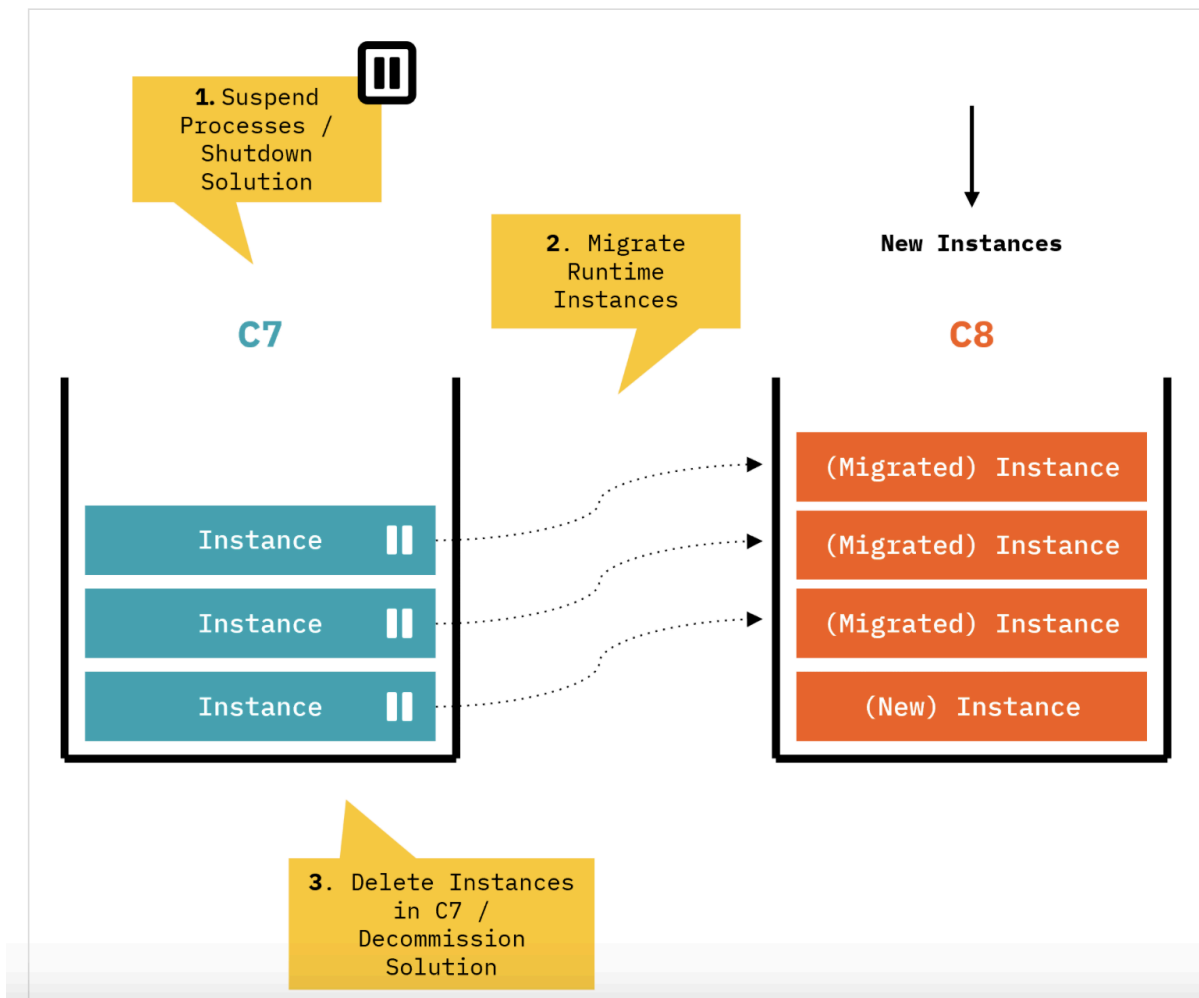 1. Suspend
Processes /
Shutdown
Solution
2. Migrate
Runtime
Instances
New Instances
C7
C8
Instance
Instance
Instance
(Migrated) Instance
(Migrated) Instance
(Migrated) Instance
(New) Instance
3. Delete Instances
in C7 /
Decommission
Solution